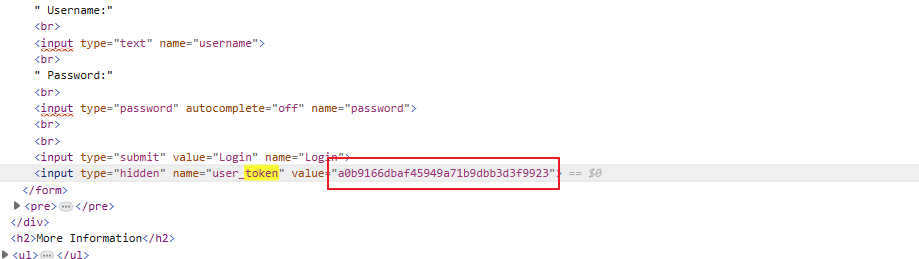 " Username:"
<br>
<input type="text" name="username">
<br>
" Password:"
<br>
<input type="password" autocomplete="off" name="password">
<br>
<br>
<input type="submit" value="Login" name="Login">
<input type="hidden" name="user_token" value="a0b9166dbaf45949a71b9dbb3d3f9923"> == $0
</form>
<pre> ⋯ </pre>
</div>
<h2>More Information</h2>
<ul> ⋯ </ul>